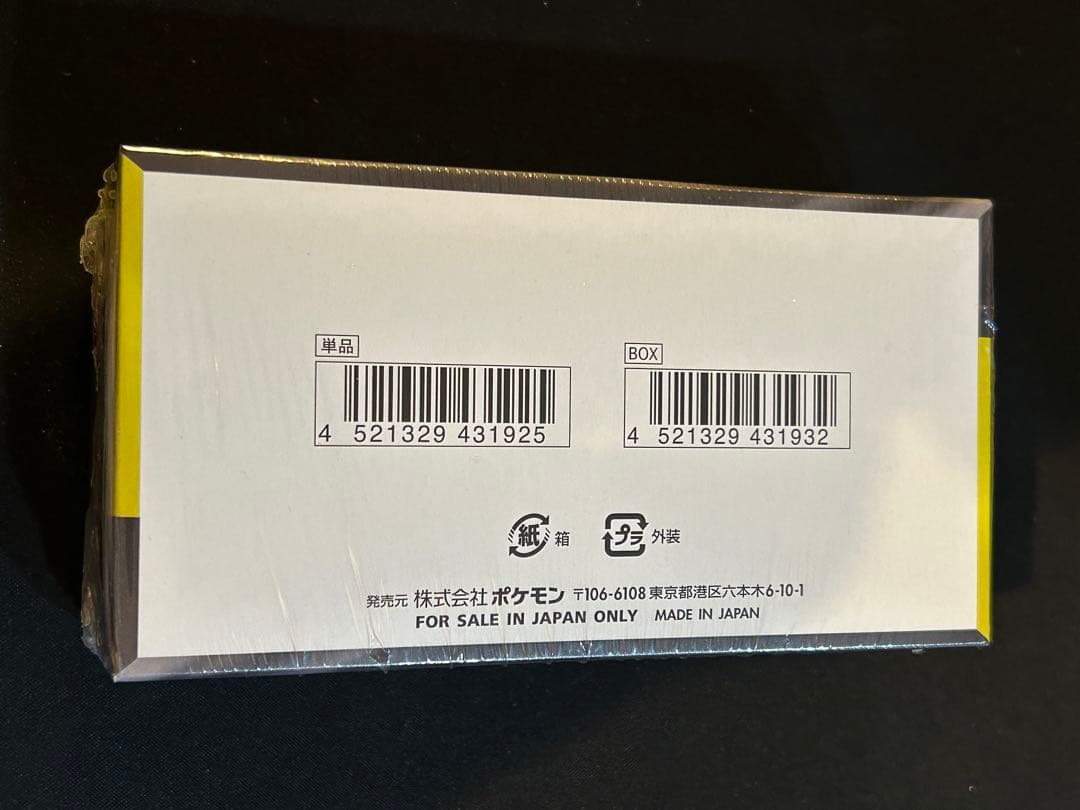 単品
4 521329 431925
BOX
4 521329 431932
紙 箱
プラ 外装
発売元 株式会社ポケモン 〒106-6108 東京都港区六本木6-10-1
FOR SALE IN JAPAN ONLY MADE IN JAPAN